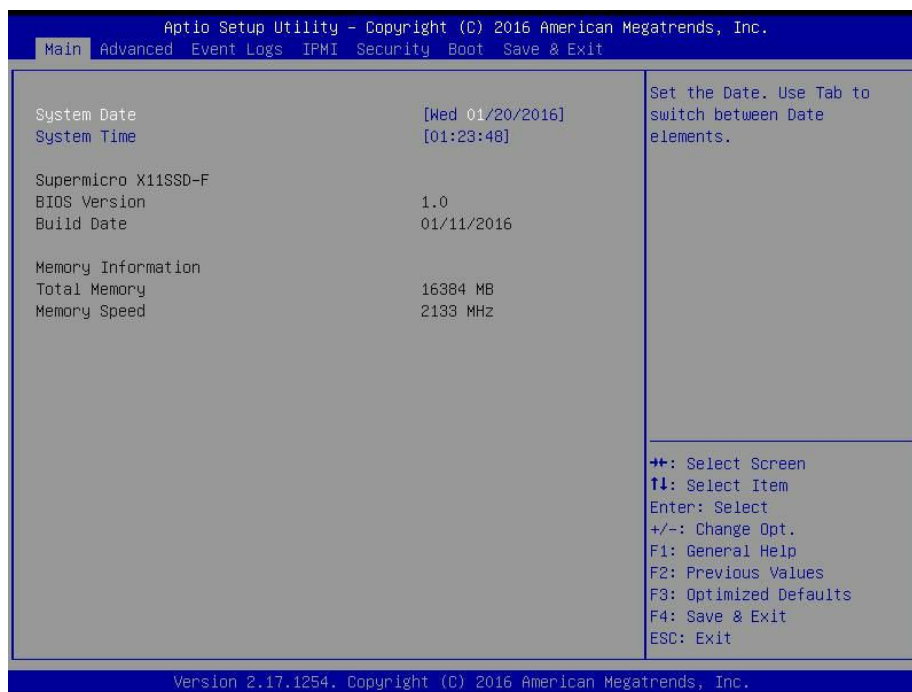 Aptio Setup Utility – Copyright (C) 2016 American Megatrends, Inc.
Main Advanced Event Logs IPMI Security Boot Save & Exit
System Date [Wed 01/20/2016]
System Time [01:23:48]
Supermicro X11SSD-F
BIOS Version 1.0
Build Date 01/11/2016
Memory Information
Total Memory 16384 MB
Memory Speed 2133 MHz
Set the Date. Use Tab to
switch between Date
elements.
→←: Select Screen
↑↓: Select Item
Enter: Select
+/-: Change Opt.
F1: General Help
F2: Previous Values
F3: Optimized Defaults
F4: Save & Exit
ESC: Exit
Version 2.17.1254. Copyright (C) 2016 American Megatrends, Inc.